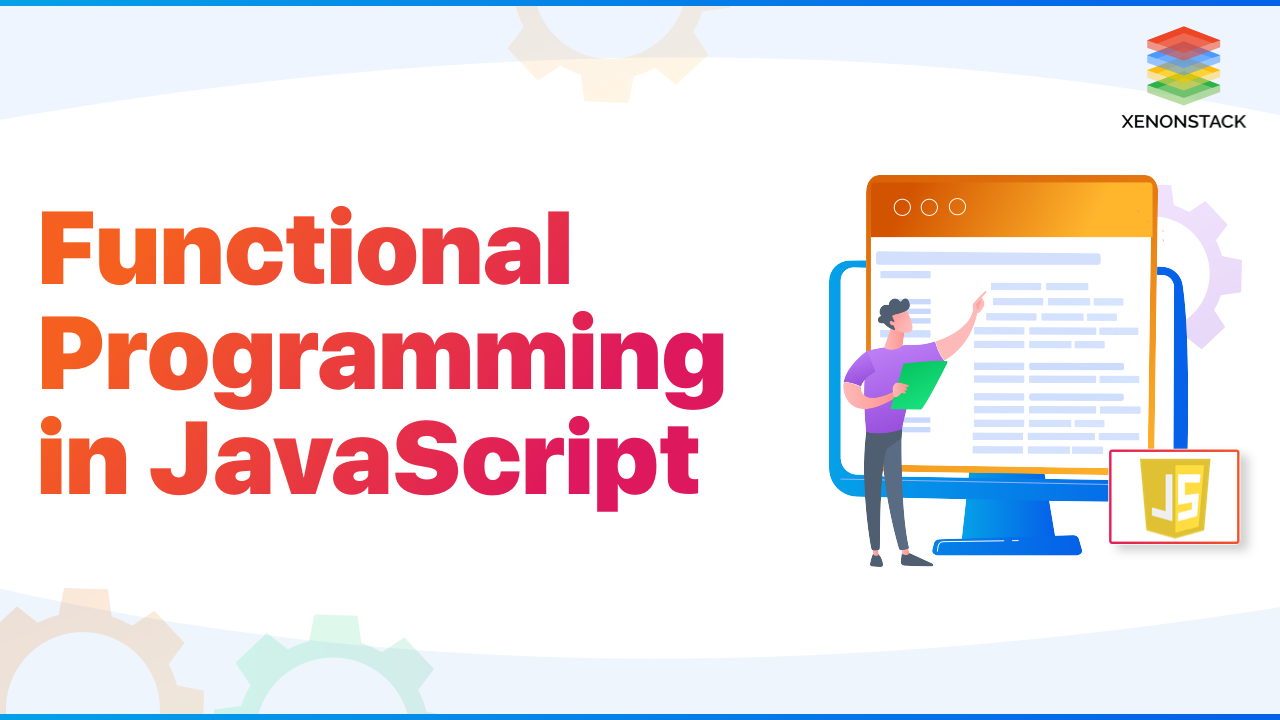 XENONSTACK
Functional
Programming
in JavaScript
JS